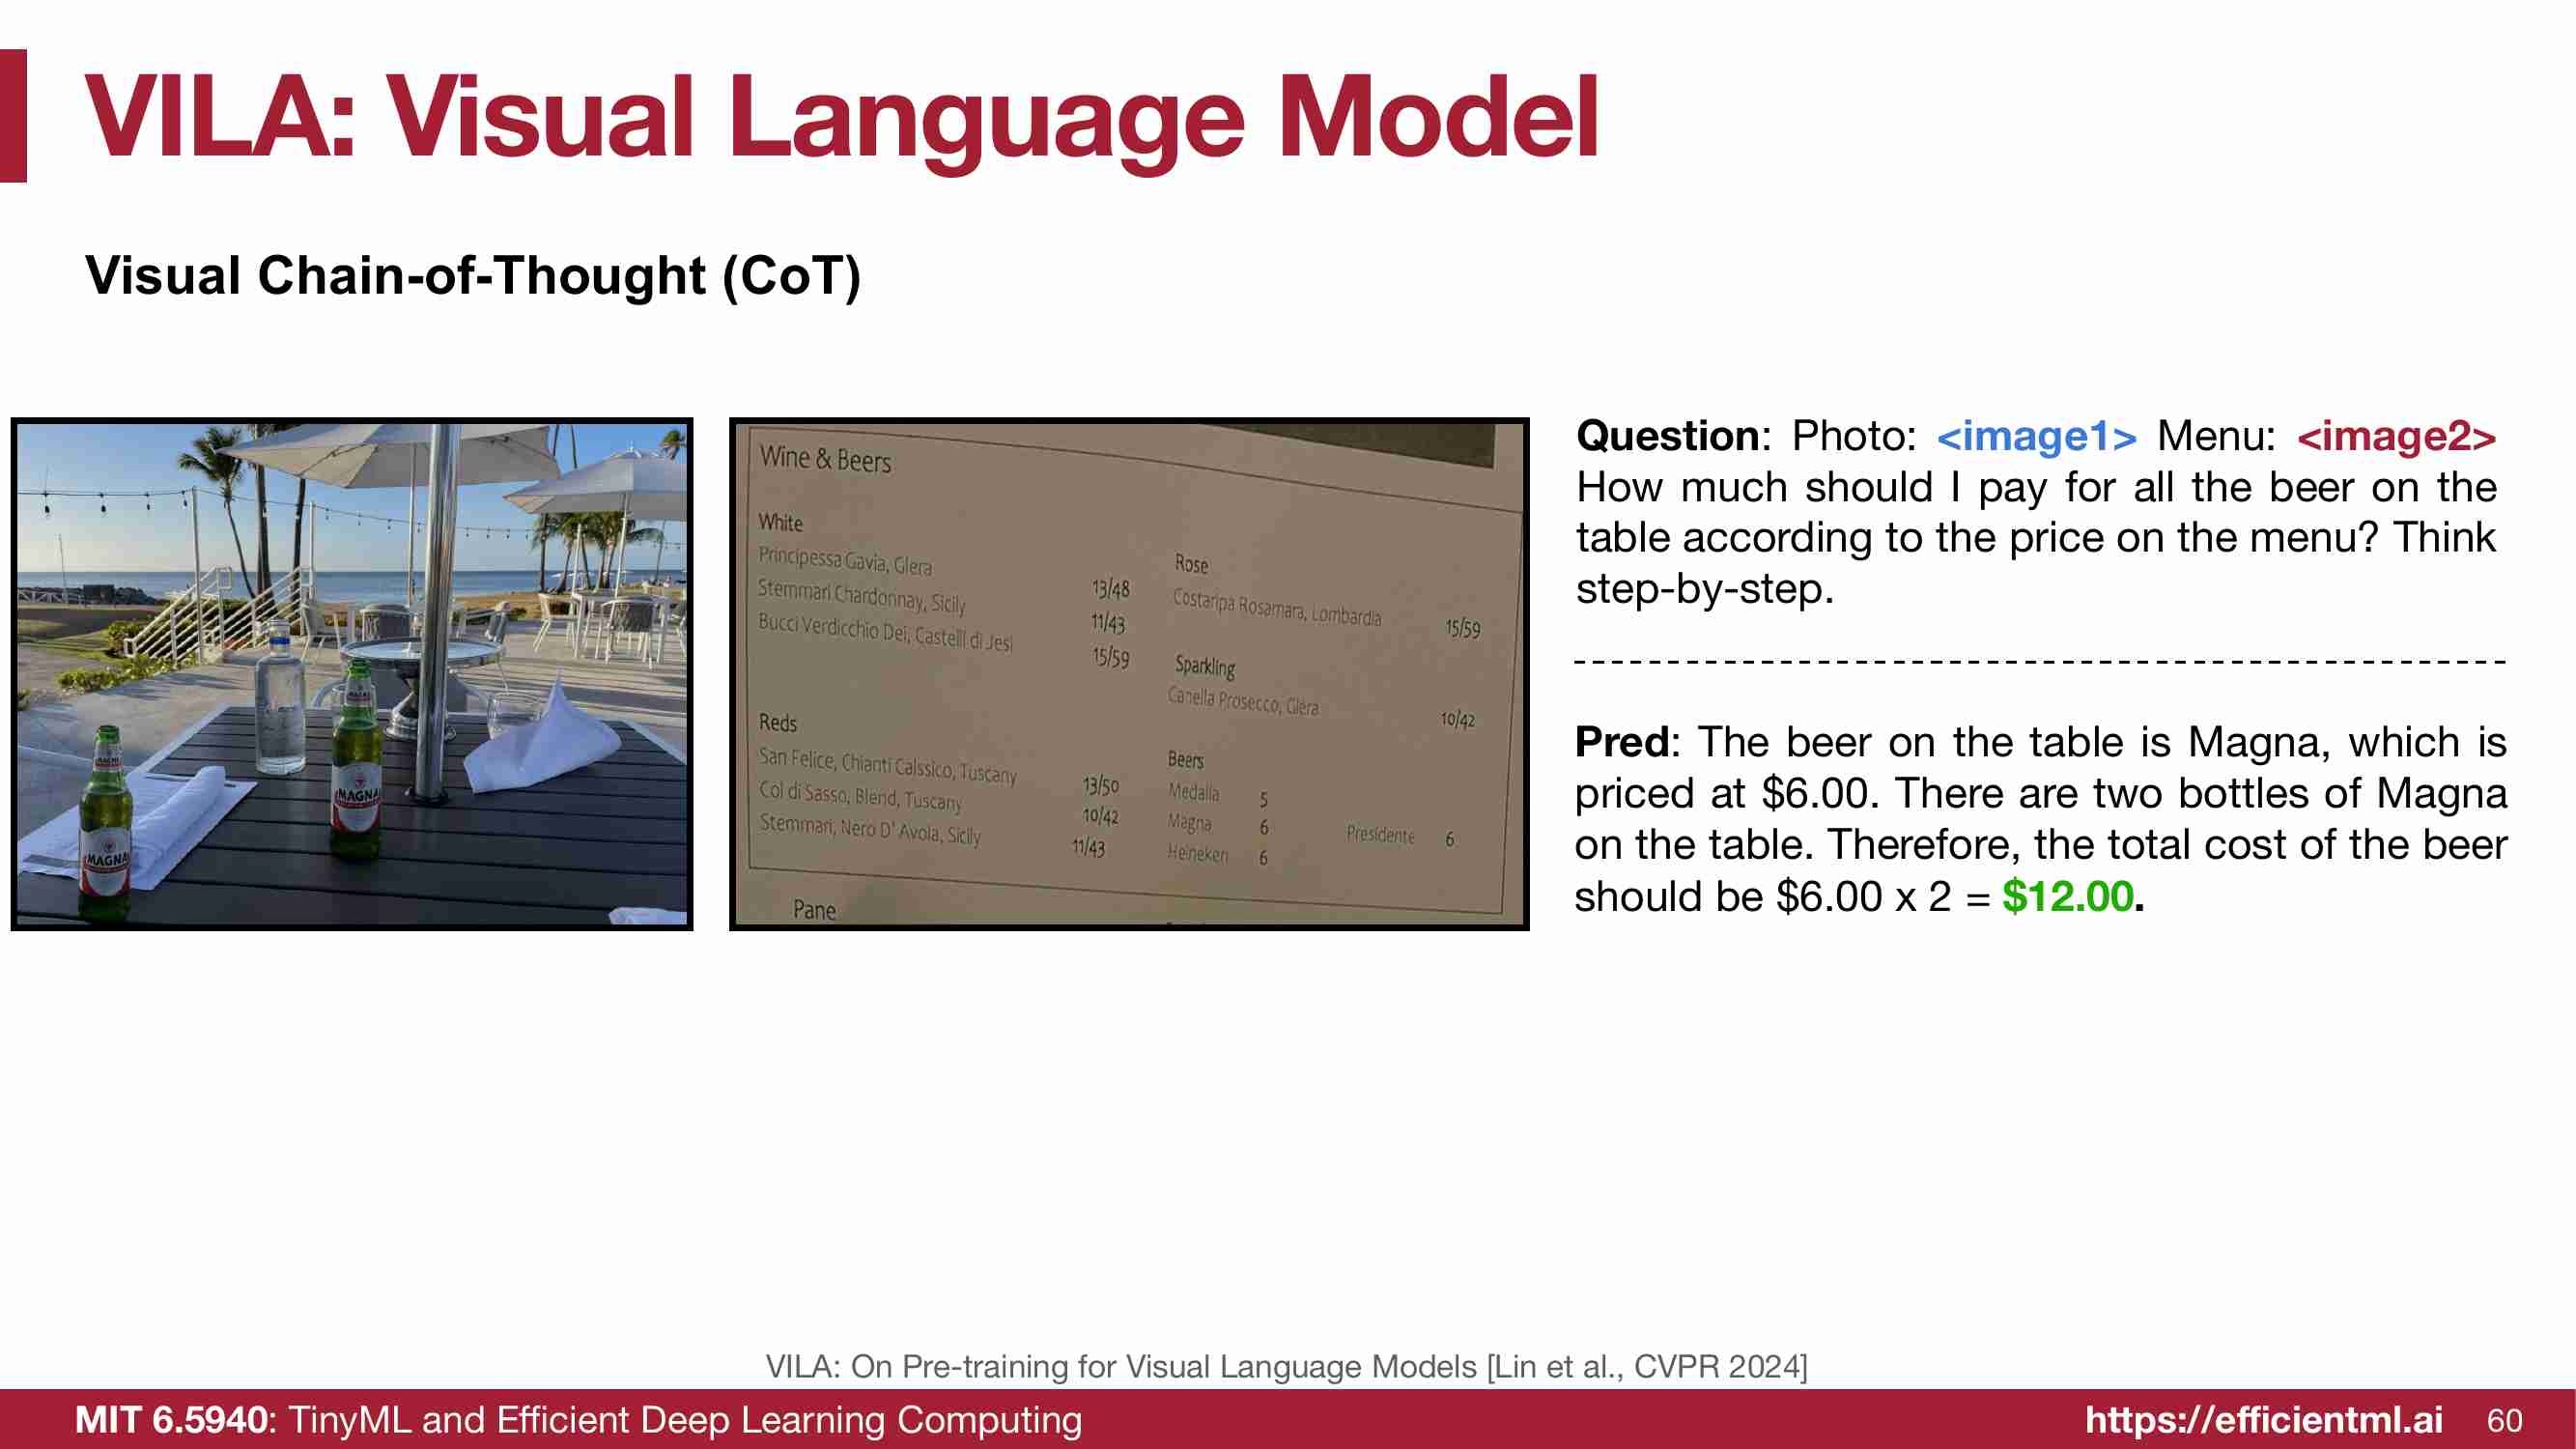 VILA: Visual Language Model
Visual Chain-of-Thought (CoT)
MAGNA
MAGNA
Wine & Beers
White
Principessa Gavia, Glera 13/48
Stemmari Chardonnay, Sicily 11/43
Bucci Verdicchio Dei, Castelli di Jesi 15/59
Reds
San Felice, Chianti Calssico, Tuscany 13/50
Col di Sasso, Blend, Tuscany 10/42
Stemmari, Nero D' Avola, Sicily 11/43
Rose
Costaripa Rosamara, Lombardia 15/59
Sparkling
Canella Prosecco, Glera 10/42
Beers
Medalla 5
Magna 6
Heineken 6
Presidente 6
Pane
Question: Photo: <image1> Menu: <image2>
How much should I pay for all the beer on the
table according to the price on the menu? Think
step-by-step.
Pred: The beer on the table is Magna, which is
priced at $6.00. There are two bottles of Magna
on the table. Therefore, the total cost of the beer
should be $6.00 x 2 = $12.00.
VILA: On Pre-training for Visual Language Models [Lin et al., CVPR 2024]
MIT 6.5940: TinyML and Efficient Deep Learning Computing
https://efficientml.ai 60